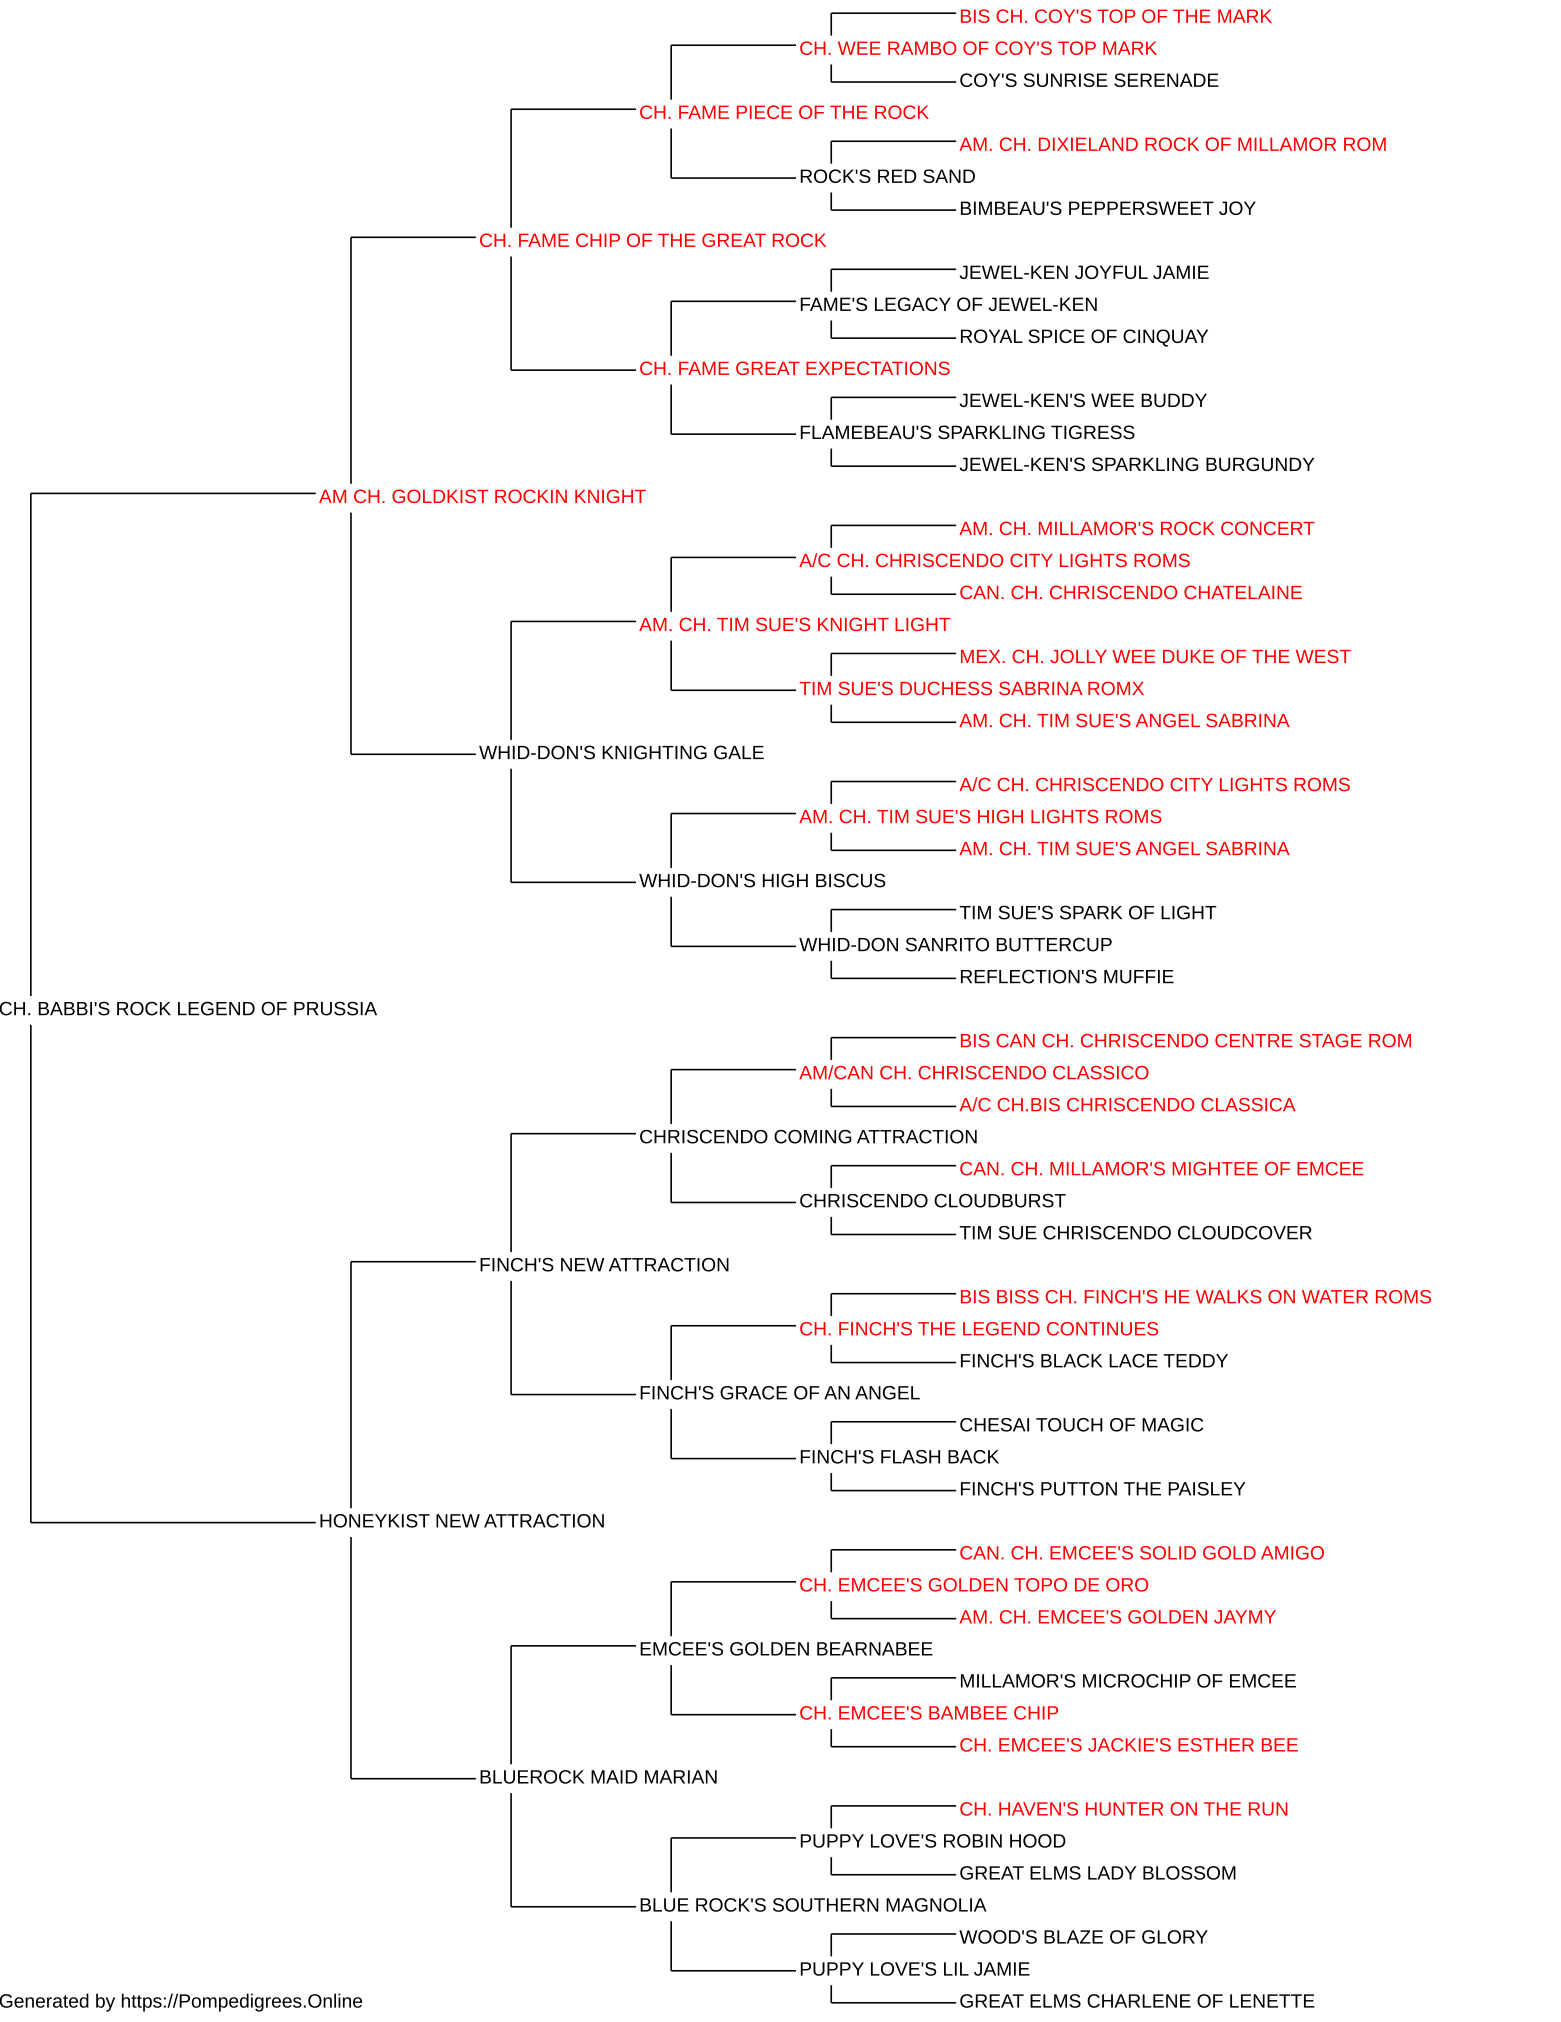 BIS CH. COY'S TOP OF THE MARK
CH. WEE RAMBO OF COY'S TOP MARK
COY'S SUNRISE SERENADE
CH. FAME PIECE OF THE ROCK
AM. CH. DIXIELAND ROCK OF MILLAMOR ROM
ROCK'S RED SAND
BIMBEAU'S PEPPERSWEET JOY
CH. FAME CHIP OF THE GREAT ROCK
JEWEL-KEN JOYFUL JAMIE
FAME'S LEGACY OF JEWEL-KEN
ROYAL SPICE OF CINQUAY
CH. FAME GREAT EXPECTATIONS
JEWEL-KEN'S WEE BUDDY
FLAMEBEAU'S SPARKLING TIGRESS
JEWEL-KEN'S SPARKLING BURGUNDY
AM CH. GOLDKIST ROCKIN KNIGHT
AM. CH. MILLAMOR'S ROCK CONCERT
A/C CH. CHRISCENDO CITY LIGHTS ROMS
CAN. CH. CHRISCENDO CHATELAINE
AM. CH. TIM SUE'S KNIGHT LIGHT
MEX. CH. JOLLY WEE DUKE OF THE WEST
TIM SUE'S DUCHESS SABRINA ROMX
AM. CH. TIM SUE'S ANGEL SABRINA
WHID-DON'S KNIGHTING GALE
A/C CH. CHRISCENDO CITY LIGHTS ROMS
AM. CH. TIM SUE'S HIGH LIGHTS ROMS
AM. CH. TIM SUE'S ANGEL SABRINA
WHID-DON'S HIGH BISCUS
TIM SUE'S SPARK OF LIGHT
WHID-DON SANRITO BUTTERCUP
REFLECTION'S MUFFIE
CH. BABBI'S ROCK LEGEND OF PRUSSIA
BIS CAN CH. CHRISCENDO CENTRE STAGE ROM
AM/CAN CH. CHRISCENDO CLASSICO
A/C CH.BIS CHRISCENDO CLASSICA
CHRISCENDO COMING ATTRACTION
CAN. CH. MILLAMOR'S MIGHTEE OF EMCEE
CHRISCENDO CLOUDBURST
TIM SUE CHRISCENDO CLOUDCOVER
FINCH'S NEW ATTRACTION
BIS BISS CH. FINCH'S HE WALKS ON WATER ROMS
CH. FINCH'S THE LEGEND CONTINUES
FINCH'S BLACK LACE TEDDY
FINCH'S GRACE OF AN ANGEL
CHESAI TOUCH OF MAGIC
FINCH'S FLASH BACK
FINCH'S PUTTON THE PAISLEY
HONEYKIST NEW ATTRACTION
CAN. CH. EMCEE'S SOLID GOLD AMIGO
CH. EMCEE'S GOLDEN TOPO DE ORO
AM. CH. EMCEE'S GOLDEN JAYMY
EMCEE'S GOLDEN BEARNABEE
MILLAMOR'S MICROCHIP OF EMCEE
CH. EMCEE'S BAMBEE CHIP
CH. EMCEE'S JACKIE'S ESTHER BEE
BLUEROCK MAID MARIAN
CH. HAVEN'S HUNTER ON THE RUN
PUPPY LOVE'S ROBIN HOOD
GREAT ELMS LADY BLOSSOM
BLUE ROCK'S SOUTHERN MAGNOLIA
WOOD'S BLAZE OF GLORY
PUPPY LOVE'S LIL JAMIE
GREAT ELMS CHARLENE OF LENETTE
Generated by https://Pompedigrees.Online